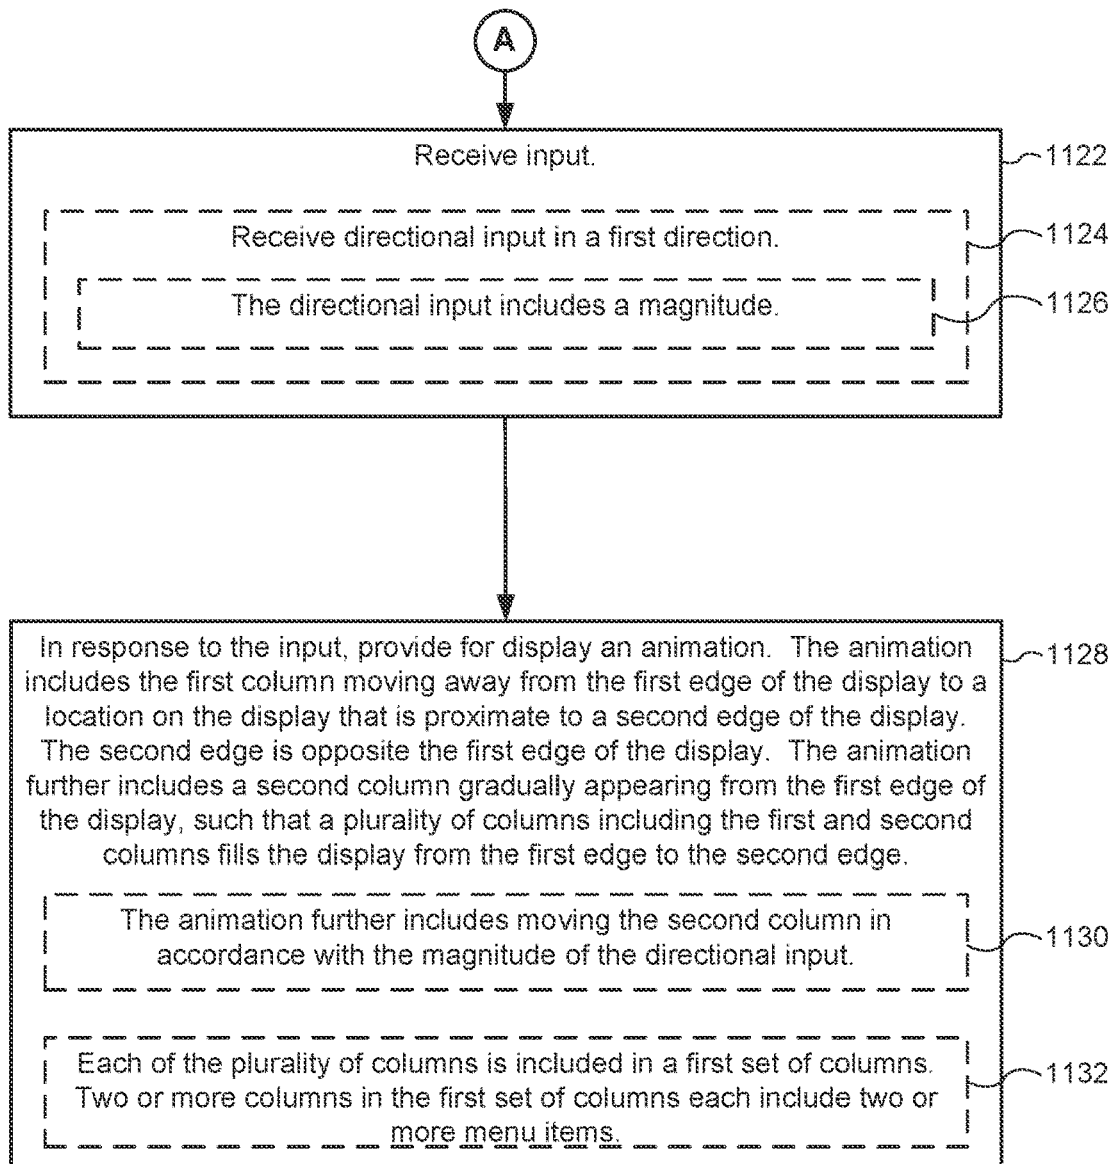 A
Receive input.
1122
Receive directional input in a first direction.
1124
The directional input includes a magnitude.
1126
In response to the input, provide for display an animation.  The animation
1128
includes the first column moving away from the first edge of the display to a
location on the display that is proximate to a second edge of the display.
The second edge is opposite the first edge of the display.  The animation
further includes a second column gradually appearing from the first edge of
the display, such that a plurality of columns including the first and second
columns fills the display from the first edge to the second edge.
The animation further includes moving the second column in
accordance with the magnitude of the directional input.
1130
Each of the plurality of columns is included in a first set of columns.
Two or more columns in the first set of columns each include two or
more menu items.
1132